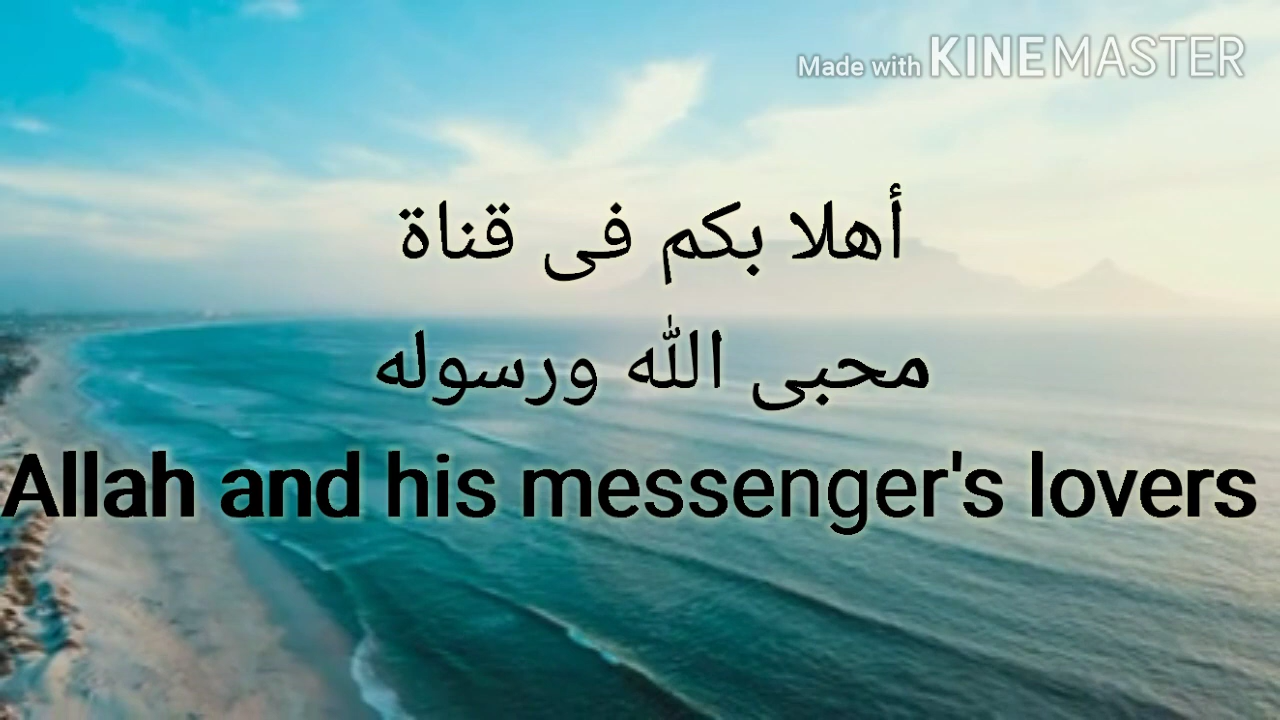 Made with KINEMASTER
أهلا بكم فى قناة
محبى الله ورسوله
Allah and his messenger's lovers